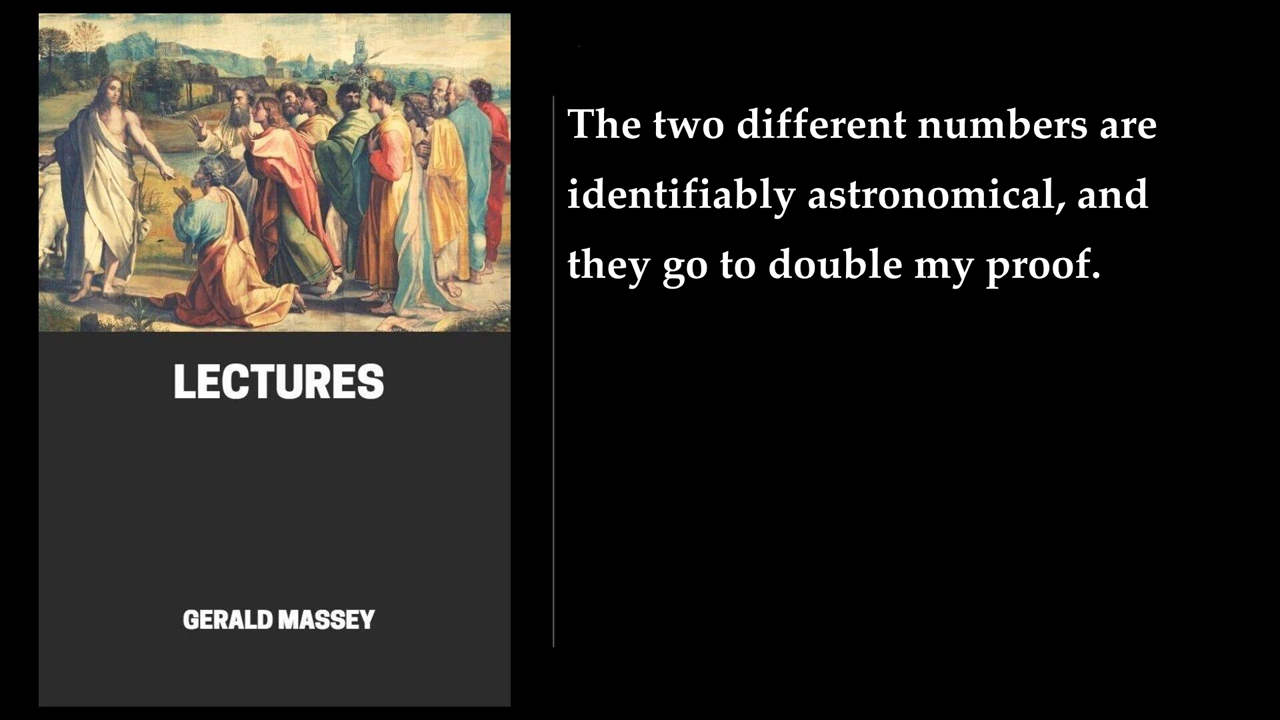 LECTURES
GERALD MASSEY
The two different numbers are
identifiably astronomical, and
they go to double my proof.